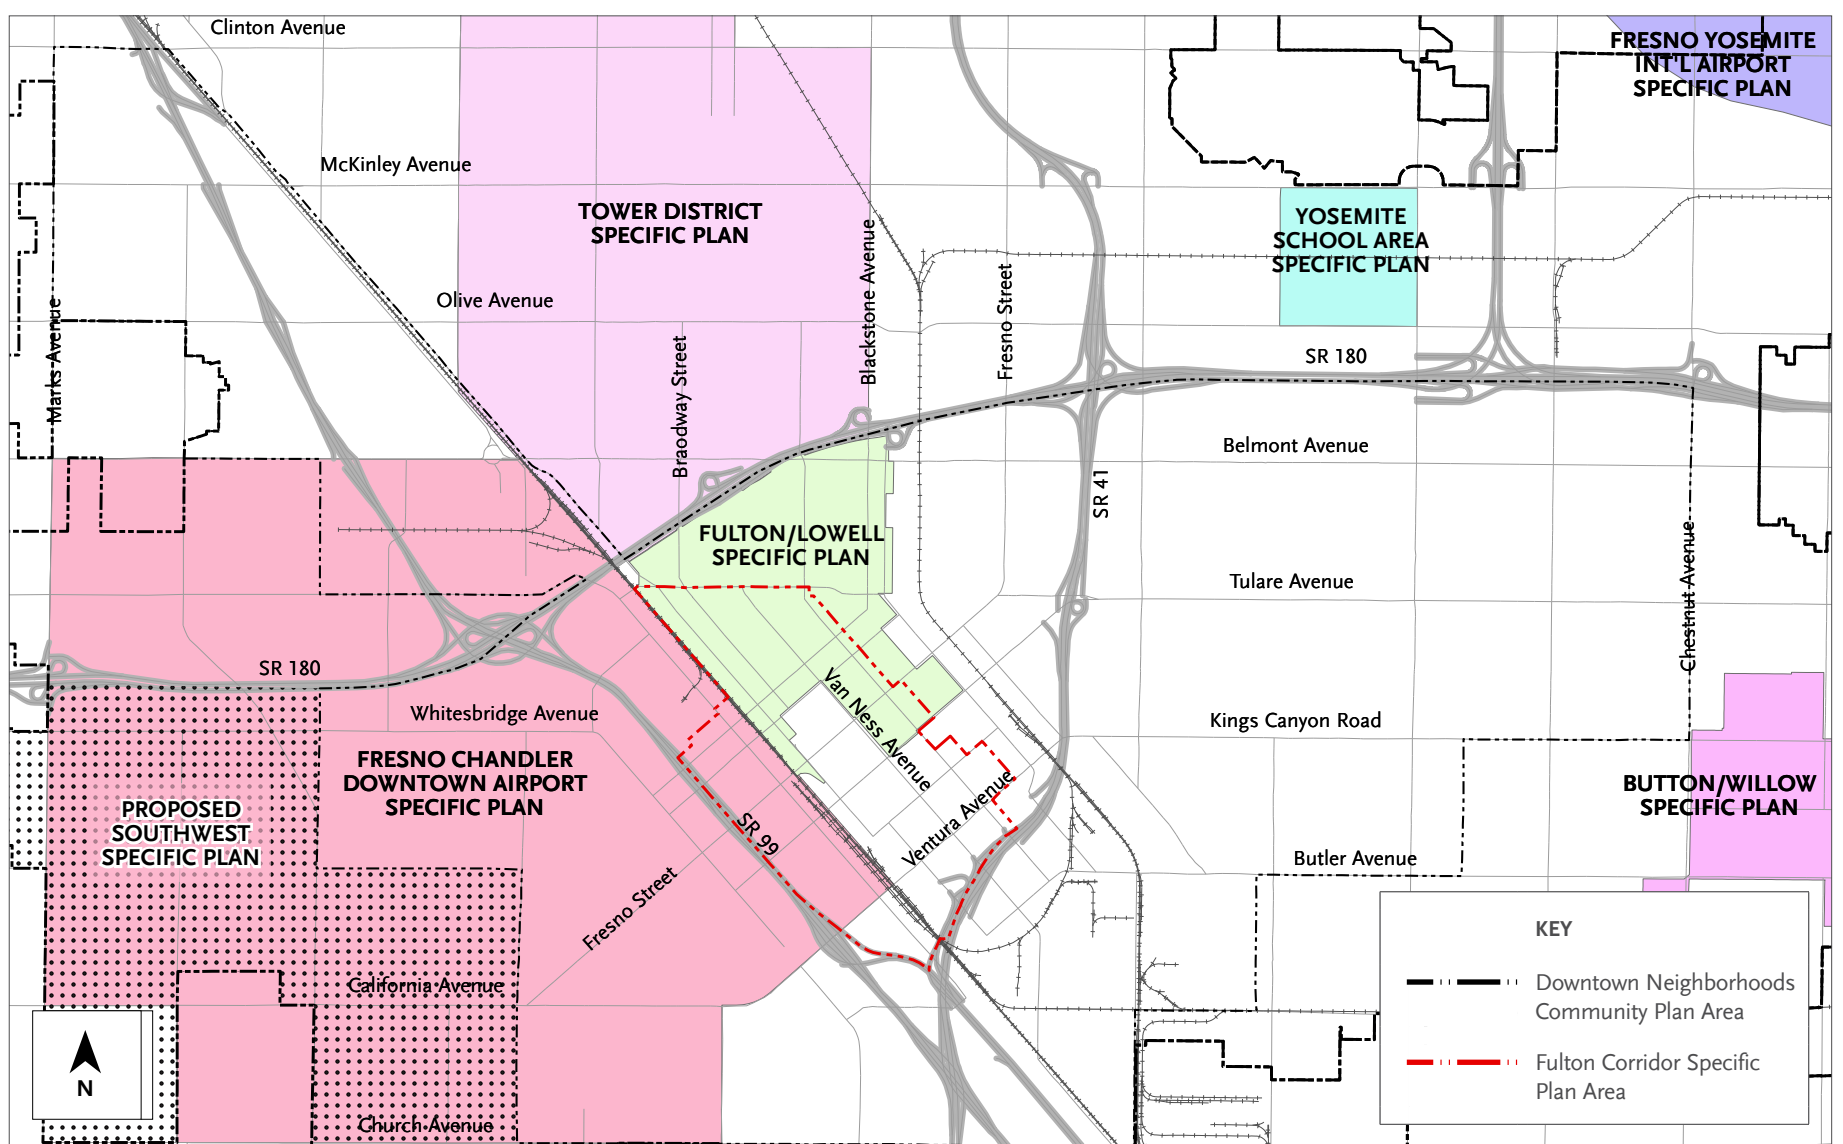 Clinton Avenue
FRESNO YOSEMITE
INT'L AIRPORT
SPECIFIC PLAN
McKinley Avenue
TOWER DISTRICT
SPECIFIC PLAN
YOSEMITE
SCHOOL AREA
SPECIFIC PLAN
Olive Avenue
Marks Avenue
Braodway Street
Blackstone Avenue
Fresno Street
SR 180
Belmont Avenue
SR 41
FULTON/LOWELL
SPECIFIC PLAN
Tulare Avenue
Chestnut Avenue
SR 180
Whitesbridge Avenue
Van Ness Avenue
Kings Canyon Road
FRESNO CHANDLER
DOWNTOWN AIRPORT
SPECIFIC PLAN
BUTTON/WILLOW
SPECIFIC PLAN
PROPOSED
SOUTHWEST
SPECIFIC PLAN
SR 99
Ventura Avenue
Butler Avenue
Fresno Street
California Avenue
Church Avenue
N
KEY
Downtown Neighborhoods
Community Plan Area
Fulton Corridor Specific
Plan Area